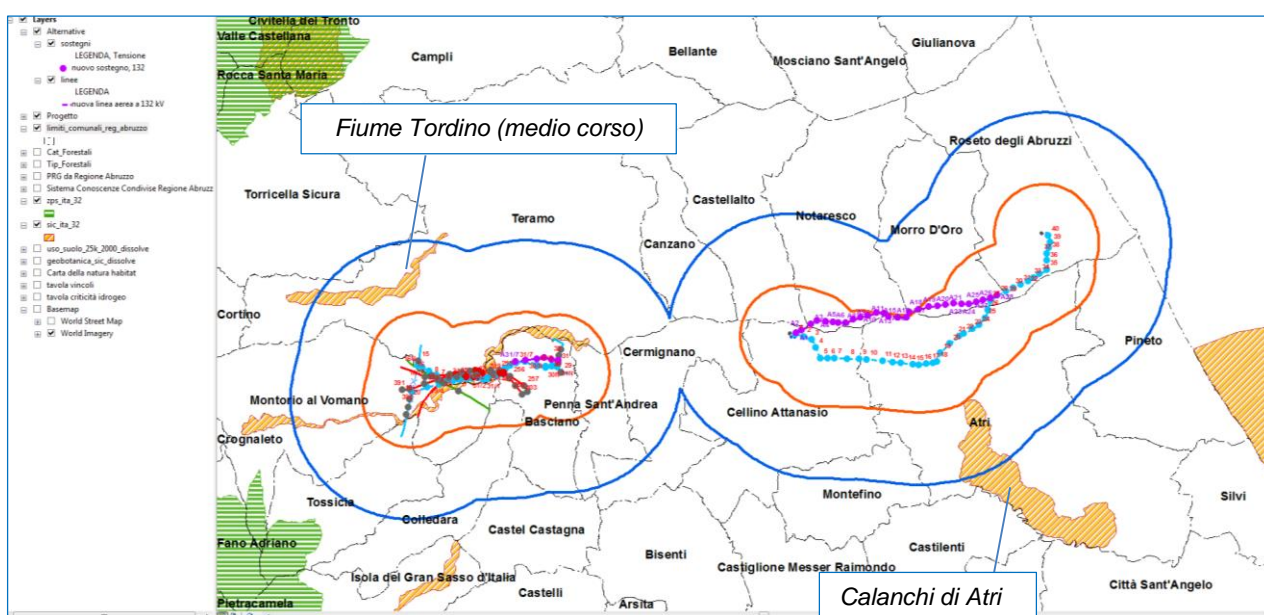 Layers
Alternative
sostegni
LEGENDA, Tensione
nuovo sostegno, 132
linee
LEGENDA
nuova linea aerea a 132 kV
Progetto
limiti_comunali_reg_abruzzo
Cat_Forestali
Tip_Forestali
PRG da Regione Abruzzo
Sistema Conoscenze Condivise Regione Abruzz
zps_ita_32
sic_ita_32
uso_suolo_25k_2000_dissolve
geobotanica_sic_dissolve
Carta della natura habitat
tavola vincoli
tavola criticità idrogeo
Basemap
World Street Map
World Imagery
Civitella del Tronto
Valle Castellana
Campli
Bellante
Mosciano Sant'Angelo
Giulianova
Rocca Santa Maria
Fiume Tordino (medio corso)
Roseto degli Abruzzi
Torricella Sicura
Teramo
Castellalto
Notaresco
Morro D'Oro
Canzano
Cortino
Cermignano
Pineto
Montorio al Vomano
Penna Sant'Andrea
Basciano
Cellino Attanasio
Atri
Crognaleto
Tossicia
Colledara
Castel Castagna
Montefino
Silvi
Fano Adriano
Bisenti
Castilenti
Isola del Gran Sasso d'Italia
Castiglione Messer Raimondo
Città Sant'Angelo
Castelli
Pietracamela
Arsita
Calanchi di Atri